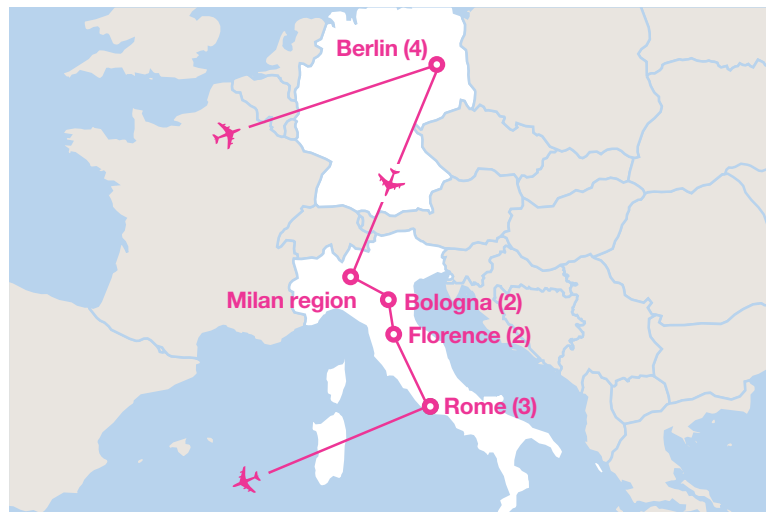 Berlin (4)
Milan region
Bologna (2)
Florence (2)
Rome (3)